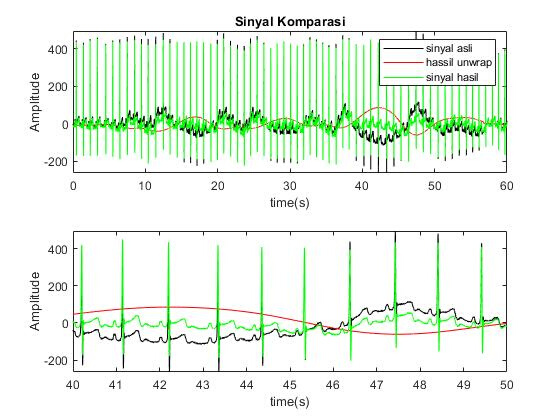 Sinyal Komparasi
sinyal asli
hassil unwrap
sinyal hasil
Amplitude
400
200
0
-200
0 10 20 30 40 50 60
time(s)
Amplitude
400
200
0
-200
40 41 42 43 44 45 46 47 48 49 50
time(s)